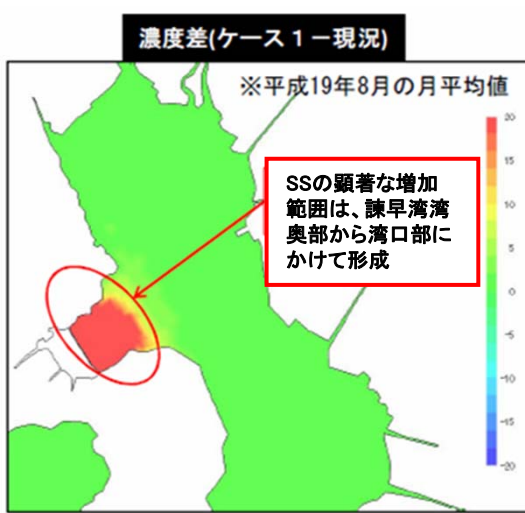 濃度差(ケース１－現況)
※平成19年8月の月平均値
SSの顕著な増加
範囲は、諫早湾湾
奥部から湾口部に
かけて形成
20
15
10
5
0
-5
-10
-15
-20